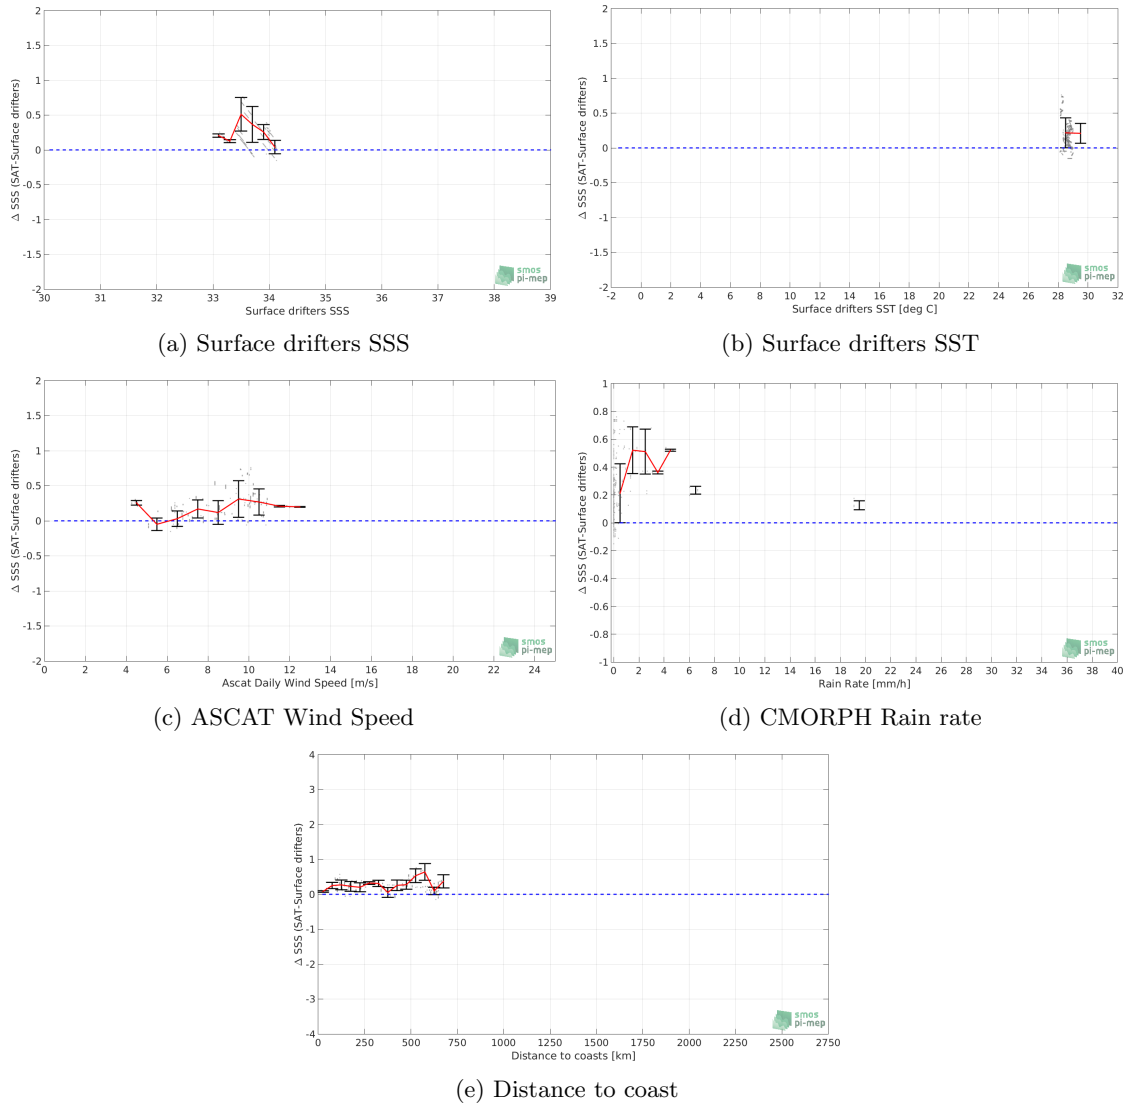 2
1.5
1
0.5
0
-0.5
-1
-1.5
-2
Δ SSS (SAT-Surface drifters)
30 31 32 33 34 35 36 37 38 39
Surface drifters SSS
smos
pi-mep
(a) Surface drifters SSS
2
1.5
1
0.5
0
-0.5
-1
-1.5
-2
Δ SSS (SAT-Surface drifters)
-2 0 2 4 6 8 10 12 14 16 18 20 22 24 26 28 30 32
Surface drifters SST [deg C]
smos
pi-mep
(b) Surface drifters SST
2
1.5
1
0.5
0
-0.5
-1
-1.5
-2
Δ SSS (SAT-Surface drifters)
0 2 4 6 8 10 12 14 16 18 20 22 24
Ascat Daily Wind Speed [m/s]
smos
pi-mep
(c) ASCAT Wind Speed
1
0.8
0.6
0.4
0.2
0
-0.2
-0.4
-0.6
-0.8
-1
Δ SSS (SAT-Surface drifters)
0 2 4 6 8 10 12 14 16 18 20 22 24 26 28 30 32 34 36 38 40
Rain Rate [mm/h]
smos
pi-mep
(d) CMORPH Rain rate
4
3
2
1
0
-1
-2
-3
-4
Δ SSS (SAT-Surface drifters)
0 250 500 750 1000 1250 1500 1750 2000 2250 2500 2750
Distance to coasts [km]
smos
pi-mep
(e) Distance to coast